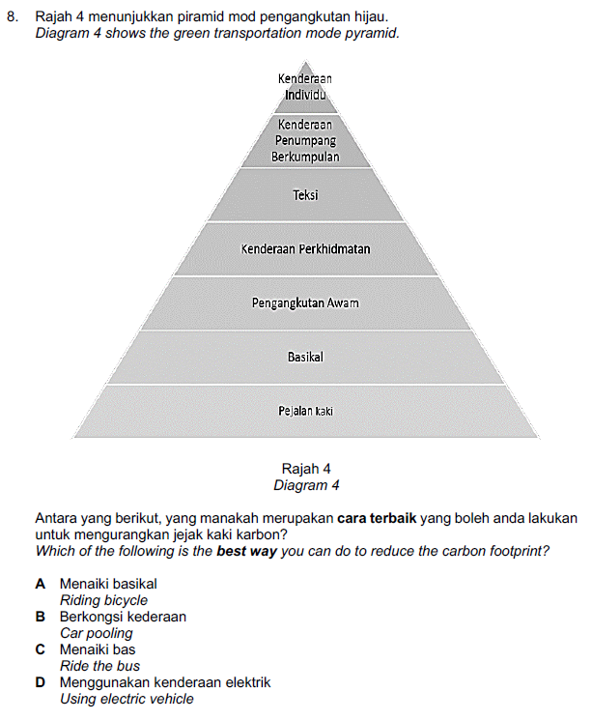 8. Rajah 4 menunjukkan piramid mod pengangkutan hijau.
Diagram 4 shows the green transportation mode pyramid.
Kenderaan
Individu
Kenderaan
Penumpang
Berkumpulan
Teksi
Kenderaan Perkhidmatan
Pengangkutan Awam
Basikal
Pejalan kaki
Rajah 4
Diagram 4
Antara yang berikut, yang manakah merupakan cara terbaik yang boleh anda lakukan
untuk mengurangkan jejak kaki karbon?
Which of the following is the best way you can do to reduce the carbon footprint?
A Menaiki basikal
Riding bicycle
B Berkongsi kederaan
Car pooling
C Menaiki bas
Ride the bus
D Menggunakan kenderaan elektrik
Using electric vehicle